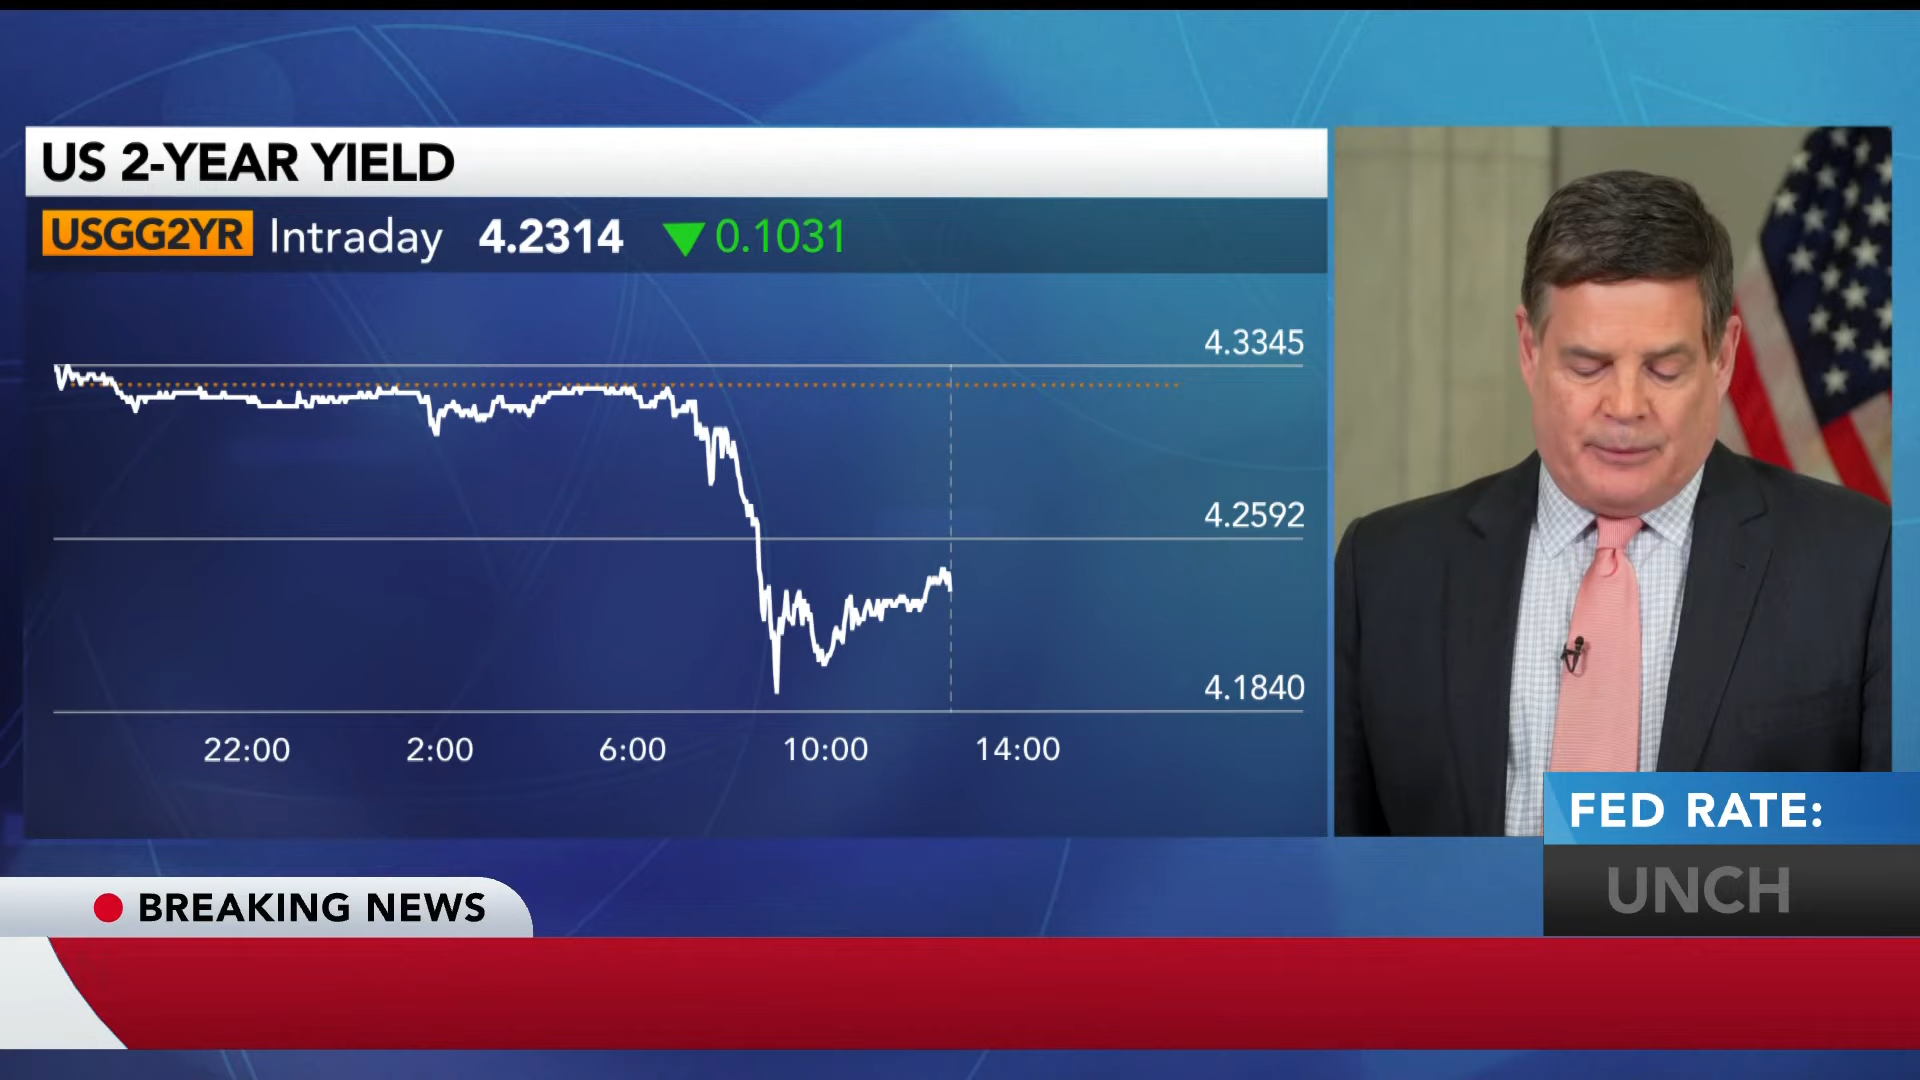 US 2-YEAR YIELD
USGG2YR Intraday 4.2314 ▼0.1031
4.3345
4.2592
4.1840
22:00 2:00 6:00 10:00 14:00
FED RATE:
UNCH
BREAKING NEWS